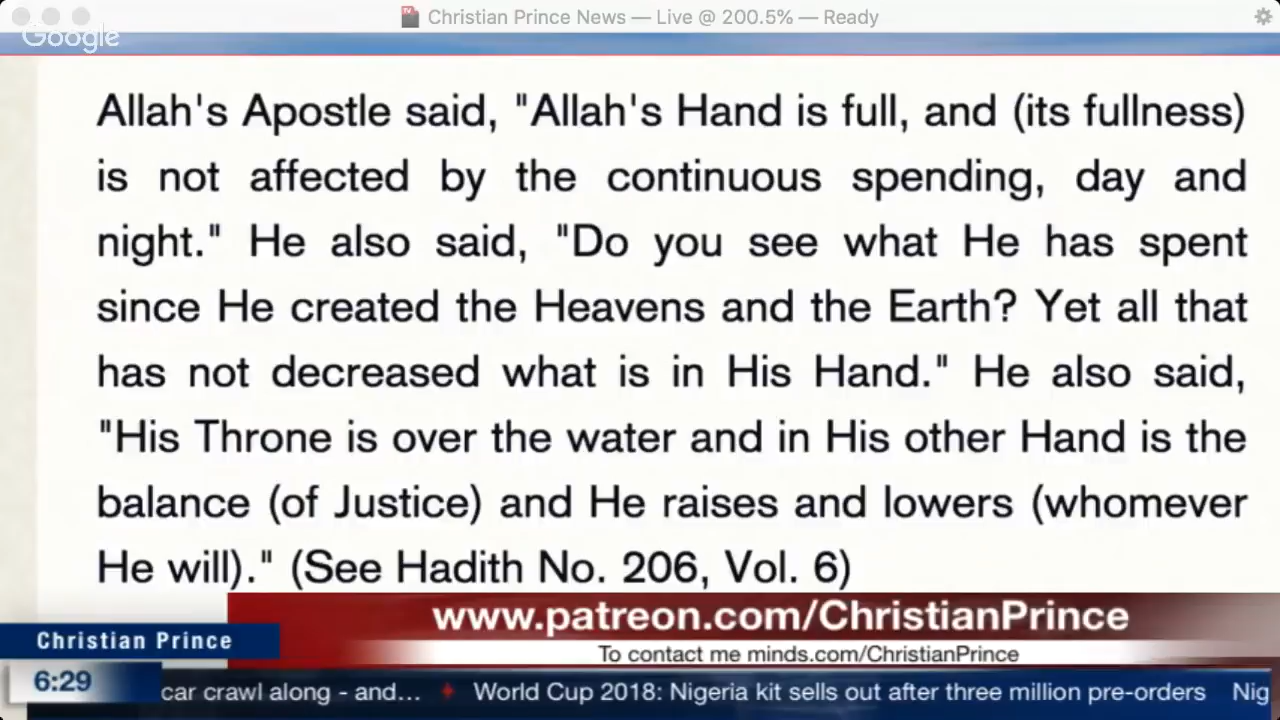 Christian Prince News — Live @ 200.5% — Ready
Google
Allah's Apostle said, "Allah's Hand is full, and (its fullness)
is not affected by the continuous spending, day and
night." He also said, "Do you see what He has spent
since He created the Heavens and the Earth? Yet all that
has not decreased what is in His Hand." He also said,
"His Throne is over the water and in His other Hand is the
balance (of Justice) and He raises and lowers (whomever
He will)." (See Hadith No. 206, Vol. 6)
www.patreon.com/ChristianPrince
Christian Prince
To contact me minds.com/ChristianPrince
6:29
car crawl along - and... World Cup 2018: Nigeria kit sells out after three million pre-orders Nig